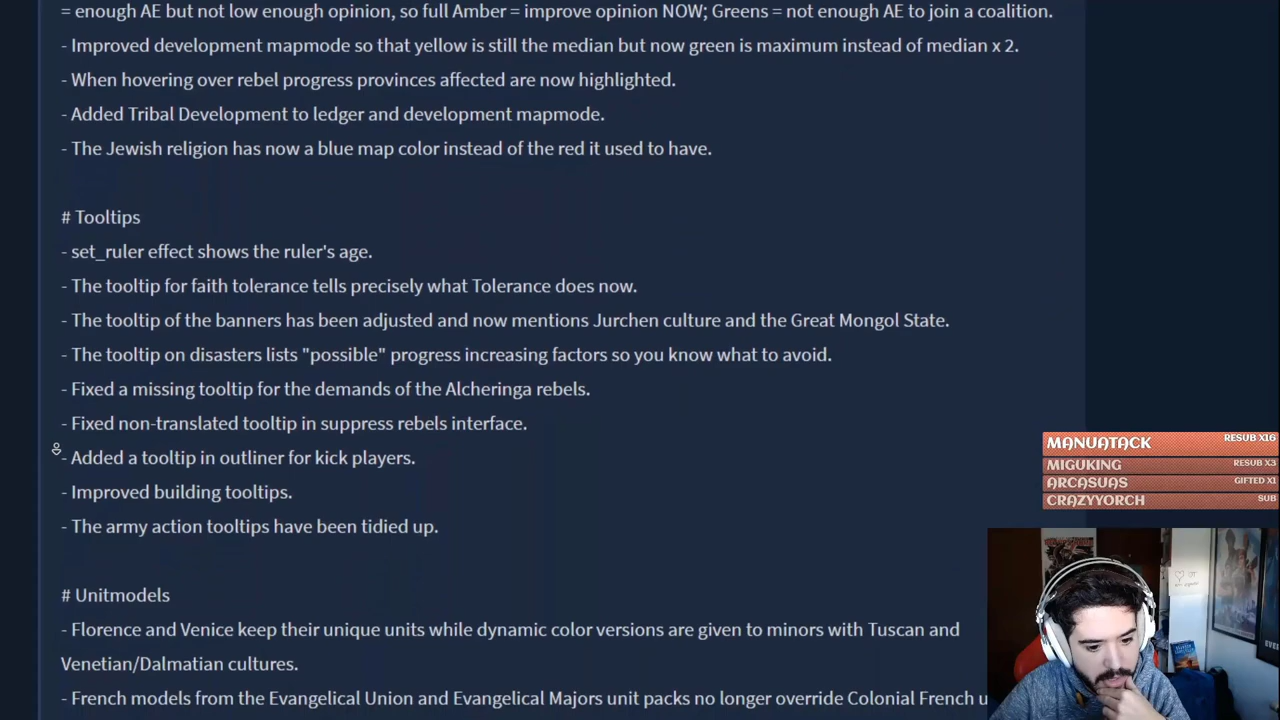 = enough AE but not low enough opinion, so full Amber = improve opinion NOW; Greens = not enough AE to join a coalition.
- Improved development mapmode so that yellow is still the median but now green is maximum instead of median x 2.
- When hovering over rebel progress provinces affected are now highlighted.
- Added Tribal Development to ledger and development mapmode.
- The Jewish religion has now a blue map color instead of the red it used to have.
# Tooltips
- set_ruler effect shows the ruler's age.
- The tooltip for faith tolerance tells precisely what Tolerance does now.
- The tooltip of the banners has been adjusted and now mentions Jurchen culture and the Great Mongol State.
- The tooltip on disasters lists "possible" progress increasing factors so you know what to avoid.
- Fixed a missing tooltip for the demands of the Alcheringa rebels.
- Fixed non-translated tooltip in suppress rebels interface.
- Added a tooltip in outliner for kick players.
- Improved building tooltips.
- The army action tooltips have been tidied up.
# Unitmodels
- Florence and Venice keep their unique units while dynamic color versions are given to minors with Tuscan and
Venetian/Dalmatian cultures.
- French models from the Evangelical Union and Evangelical Majors unit packs no longer override Colonial French u
MANUATACK RESUB X16
MIGUKING RESUB X3
ARCASUAS GIFTED X1
CRAZYYORCH SUB